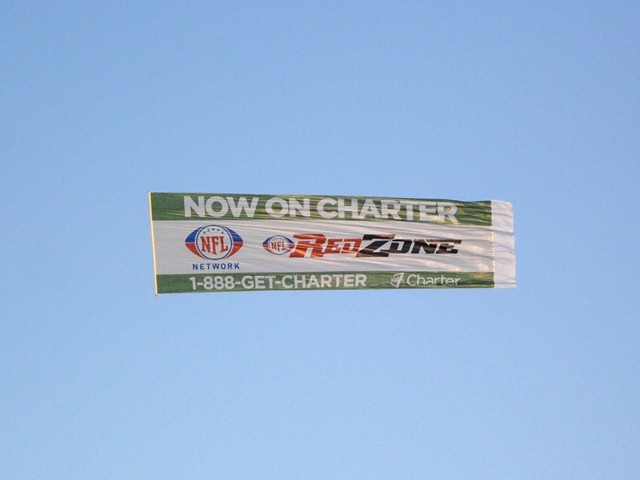 NOW ON CHARTER
NFL NETWORK
NFL REDZONE
1-888-GET-CHARTER Charter